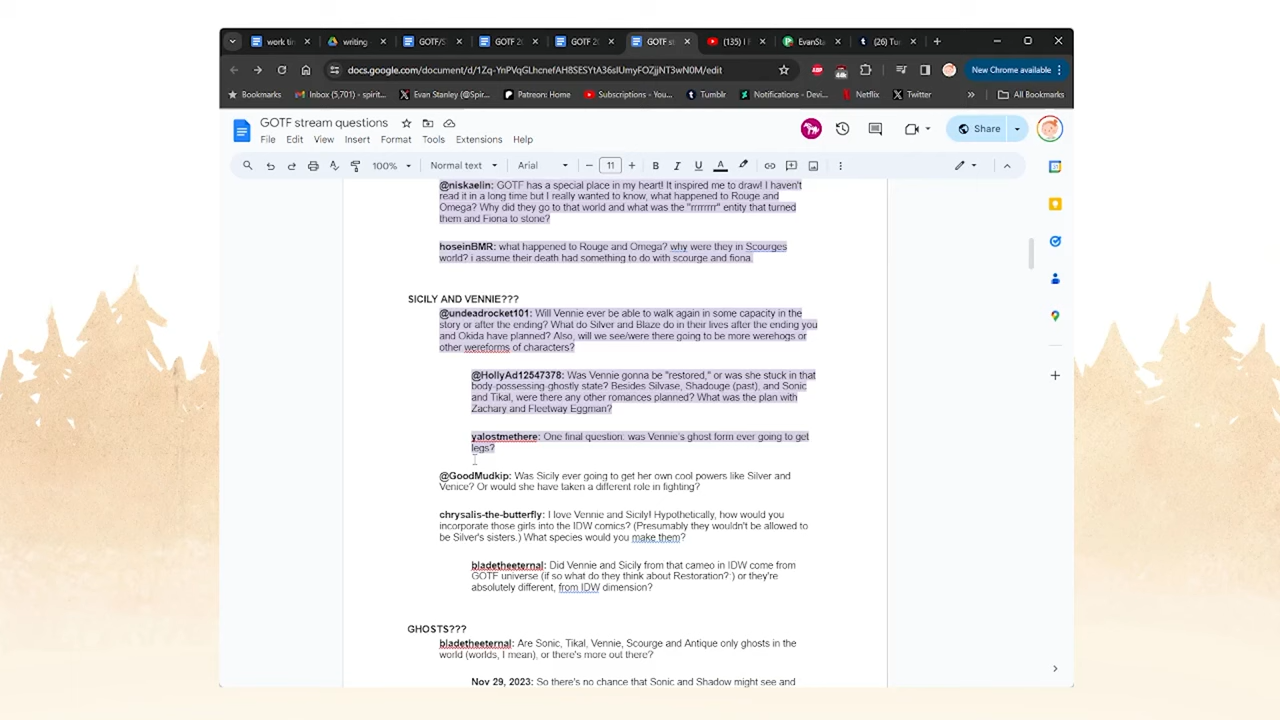 work tin
writing
GOTF/S
GOTF 2(
GOTF 2(
GOTF st
(135) | F
EvanSta
(26) Tur
docs.google.com/document/d/1Zq-YnPVqGLhcnefAH8SESYtA36slUmyFOZjjNT3wN0M/edit
New Chrome available
Bookmarks
Inbox (5,701) - spirit...
Evan Stanley (@Spir...
Patreon: Home
Subscriptions - You...
Tumblr
Notifications - Devi...
Netflix
Twitter
All Bookmarks
GOTF stream questions
File Edit View Insert Format Tools Extensions Help
Share
100%
Normal text
Arial
11
@niskaelin: GOTF has a special place in my heart! It inspired me to draw! I haven't
read it in a long time but I really wanted to know, what happened to Rouge and
Omega? Why did they go to that world and what was the "rrrrrrrr" entity that turned
them and Fiona to stone?
hoseinBMR: what happened to Rouge and Omega? why were they in Scourges
world? i assume their death had something to do with scourge and fiona.
SICILY AND VENNIE???
@undeadrocket101: Will Vennie ever be able to walk again in some capacity in the
story or after the ending? What do Silver and Blaze do in their lives after the ending you
and Okida have planned? Also, will we see/were there going to be more werehogs or
other wereforms of characters?
@HollyAd12547378: Was Vennie gonna be "restored," or was she stuck in that
body-possessing ghostly state? Besides Silvase, Shadouge (past), and Sonic
and Tikal, were there any other romances planned? What was the plan with
Zachary and Fleetway Eggman?
yalostmethere: One final question: was Vennie's ghost form ever going to get
legs?
@GoodMudkip: Was Sicily ever going to get her own cool powers like Silver and
Venice? Or would she have taken a different role in fighting?
chrysalis-the-butterfly: I love Vennie and Sicily! Hypothetically, how would you
incorporate those girls into the IDW comics? (Presumably they wouldn't be allowed to
be Silver's sisters.) What species would you make them?
bladetheeternal: Did Vennie and Sicily from that cameo in IDW come from
GOTF universe (if so what do they think about Restoration? ) or they're
absolutely different, from IDW dimension?
GHOSTS???
bladetheeternal: Are Sonic, Tikal, Vennie, Scourge and Antique only ghosts in the
world (worlds, I mean), or there's more out there?
Nov 29, 2023: So there's no chance that Sonic and Shadow might see and